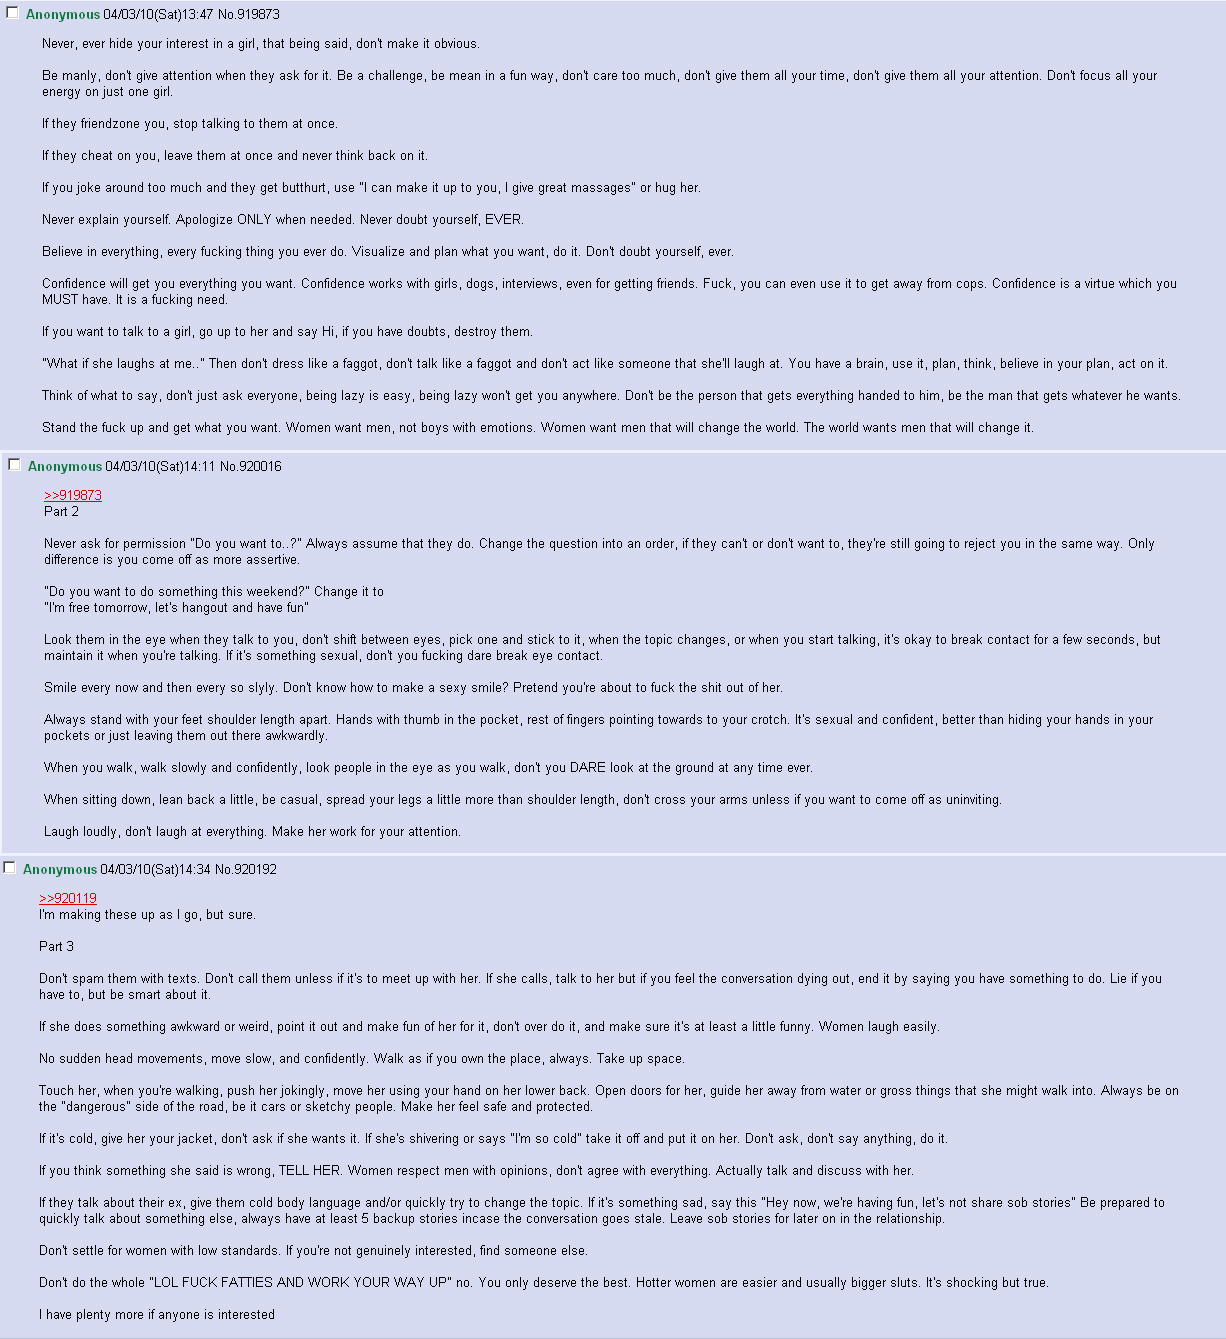 Anonymous 04/03/10(Sat)13:47 No.919873
Never, ever hide your interest in a girl, that being said, don't make it obvious.
Be manly, don't give attention when they ask for it. Be a challenge, be mean in a fun way, don't care too much, don't give them all your time, don't give them all your attention. Don't focus all your
energy on just one girl.
If they friendzone you, stop talking to them at once.
If they cheat on you, leave them at once and never think back on it.
If you joke around too much and they get butthurt, use "I can make it up to you, I give great massages" or hug her.
Never explain yourself. Apologize ONLY when needed. Never doubt yourself, EVER.
Believe in everything, every fucking thing you ever do. Visualize and plan what you want, do it. Don't doubt yourself, ever.
Confidence will get you everything you want. Confidence works with girls, dogs, interviews, even for getting friends. Fuck, you can even use it to get away from cops. Confidence is a virtue which you
MUST have. It is a fucking need.
If you want to talk to a girl, go up to her and say Hi, if you have doubts, destroy them.
"What if she laughs at me.." Then don't dress like a faggot, don't talk like a faggot and don't act like someone that she'll laugh at. You have a brain, use it, plan, think, believe in your plan, act on it.
Think of what to say, don't just ask everyone, being lazy is easy, being lazy won't get you anywhere. Don't be the person that gets everything handed to him, be the man that gets whatever he wants.
Stand the fuck up and get what you want. Women want men, not boys with emotions. Women want men that will change the world. The world wants men that will change it.
Anonymous 04/03/10(Sat)14:11 No.920016
>>919873
Part 2
Never ask for permission "Do you want to..?" Always assume that they do. Change the question into an order, if they can't or don't want to, they're still going to reject you in the same way. Only
difference is you come off as more assertive.
"Do you want to do something this weekend?" Change it to
"I'm free tomorrow, let's hangout and have fun"
Look them in the eye when they talk to you, don't shift between eyes, pick one and stick to it, when the topic changes, or when you start talking, it's okay to break contact for a few seconds, but
maintain it when you're talking. If it's something sexual, don't you fucking dare break eye contact.
Smile every now and then every so slyly. Don't know how to make a sexy smile? Pretend you're about to fuck the shit out of her.
Always stand with your feet shoulder length apart. Hands with thumb in the pocket, rest of fingers pointing towards to your crotch. It's sexual and confident, better than hiding your hands in your
pockets or just leaving them out there awkwardly.
When you walk, walk slowly and confidently, look people in the eye as you walk, don't you DARE look at the ground at any time ever.
When sitting down, lean back a little, be casual, spread your legs a little more than shoulder length, don't cross your arms unless if you want to come off as uninviting.
Laugh loudly, don't laugh at everything. Make her work for your attention.
Anonymous 04/03/10(Sat)14:34 No.920192
>>920119
I'm making these up as I go, but sure.
Part 3
Don't spam them with texts. Don't call them unless if it's to meet up with her. If she calls, talk to her but if you feel the conversation dying out, end it by saying you have something to do. Lie if you
have to, but be smart about it.
If she does something awkward or weird, point it out and make fun of her for it, don't over do it, and make sure it's at least a little funny. Women laugh easily.
No sudden head movements, move slow, and confidently. Walk as if you own the place, always. Take up space.
Touch her, when you're walking, push her jokingly, move her using your hand on her lower back. Open doors for her, guide her away from water or gross things that she might walk into. Always be on
the "dangerous" side of the road, be it cars or sketchy people. Make her feel safe and protected.
If it's cold, give her your jacket, don't ask if she wants it. If she's shivering or says "I'm so cold" take it off and put it on her. Don't ask, don't say anything, do it.
If you think something she said is wrong, TELL HER. Women respect men with opinions, don't agree with everything. Actually talk and discuss with her.
If they talk about their ex, give them cold body language and/or quickly try to change the topic. If it's something sad, say this "Hey now, we're having fun, let's not share sob stories" Be prepared to
quickly talk about something else, always have at least 5 backup stories incase the conversation goes stale. Leave sob stories for later on in the relationship.
Don't settle for women with low standards. If you're not genuinely interested, find someone else.
Don't do the whole "LOL FUCK FATTIES AND WORK YOUR WAY UP" no. You only deserve the best. Hotter women are easier and usually bigger sluts. It's shocking but true.
I have plenty more if anyone is interested